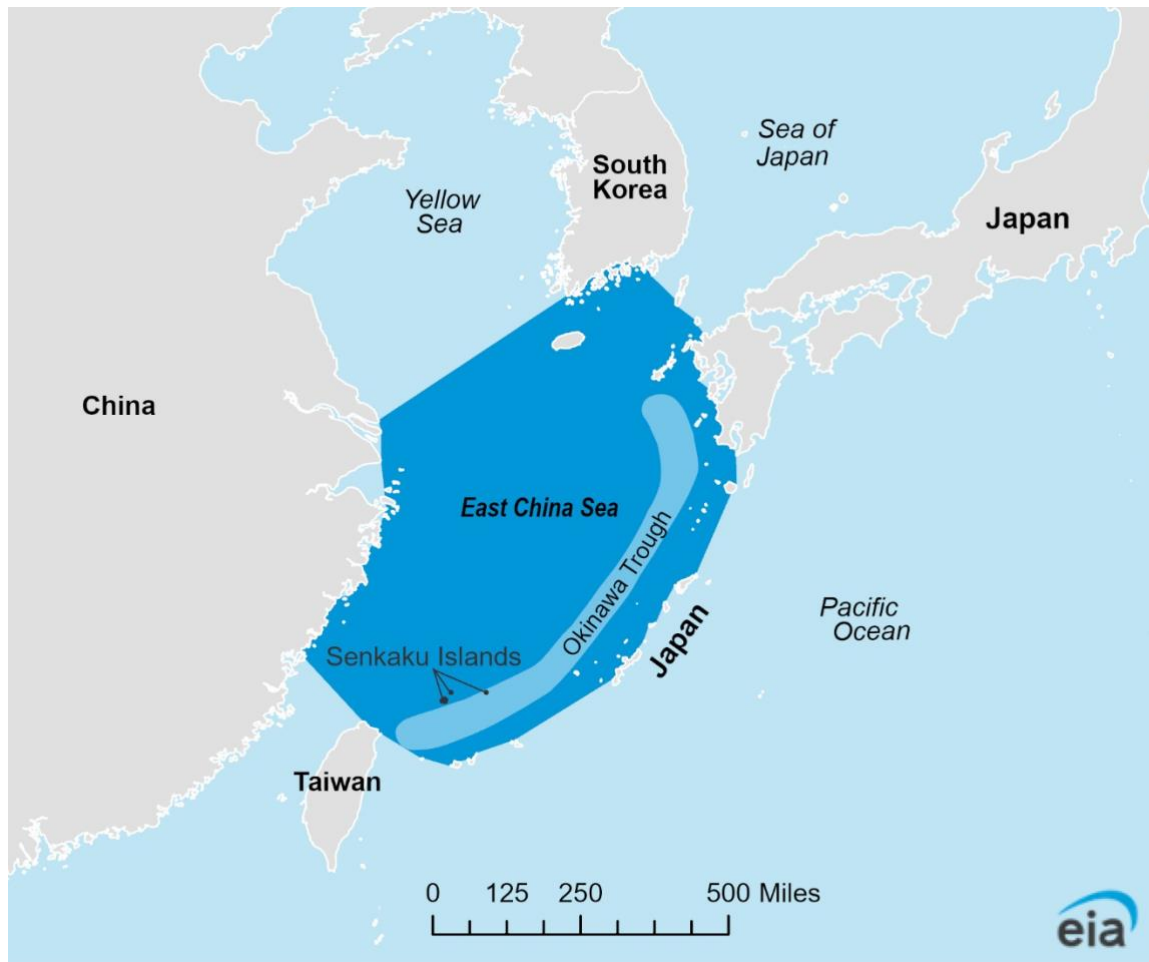 Sea of
Japan
South
Korea
Yellow
Sea
Japan
China
East China Sea
Okinawa Trough
Pacific
Ocean
Japan
Senkaku Islands
Taiwan
0 125 250 500 Miles
eia